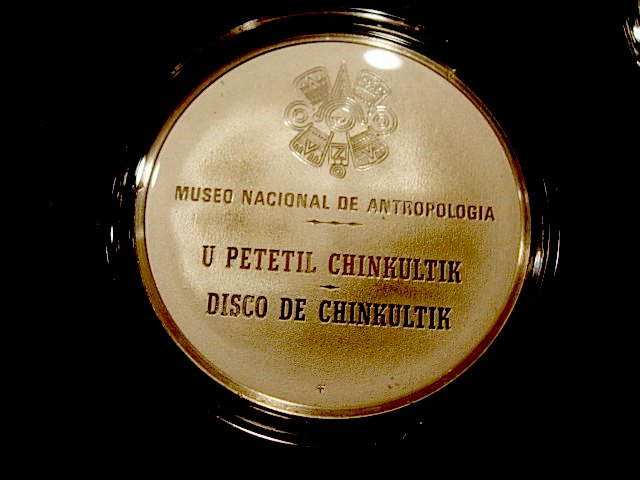 MUSEO NACIONAL DE ANTROPOLOGIA
U PETETIL CHINKULTIK
DISCO DE CHINKULTIK